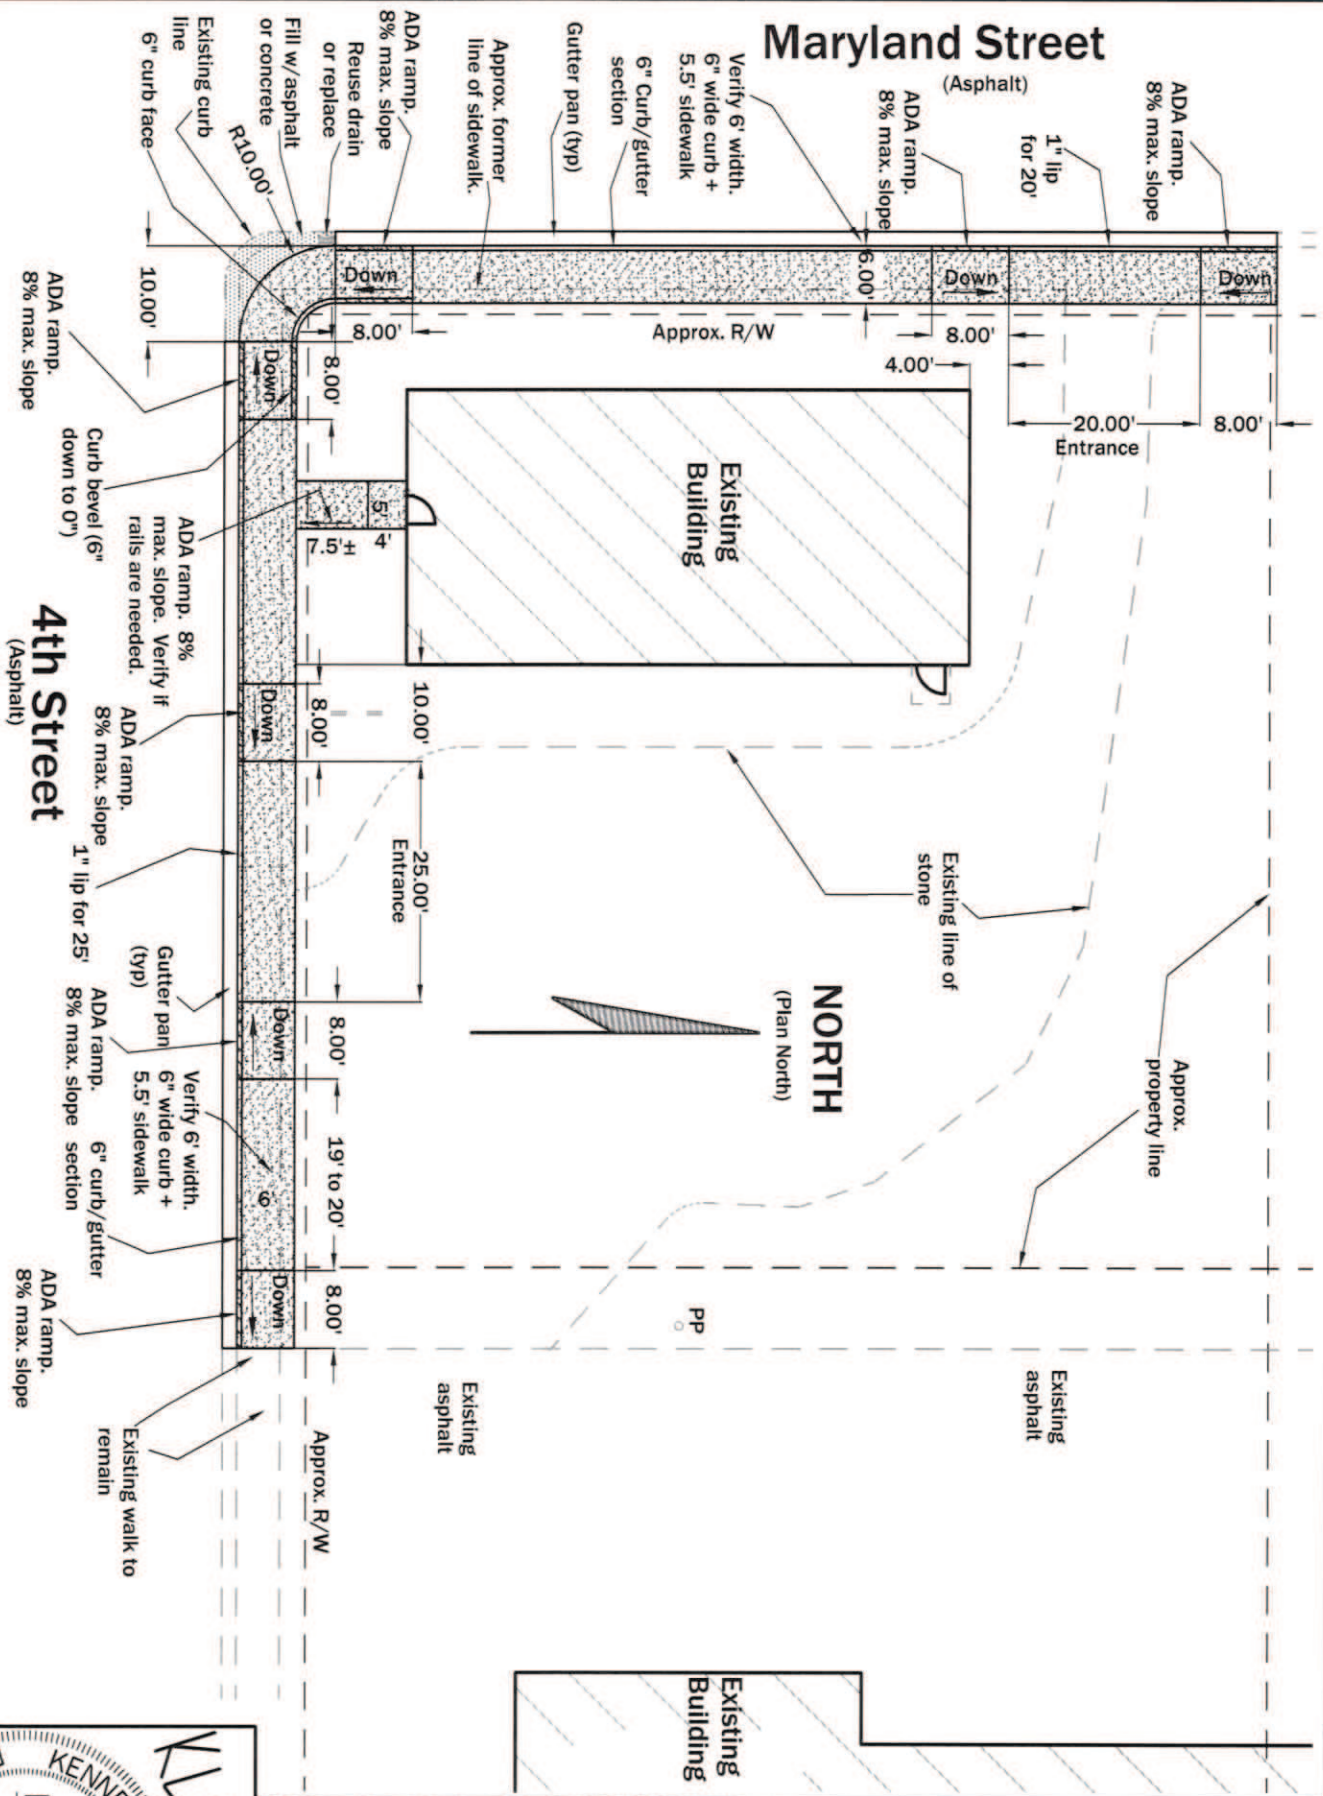 Maryland Street
(Asphalt)
ADA ramp.
8% max. slope
1" lip
for 20'
ADA ramp.
8% max. slope
Verify 6' width.
6" wide curb +
5.5' sidewalk
6" Curb/gutter
section
Gutter pan (typ)
Approx. former
line of sidewalk.
ADA ramp.
8% max. slope
Reuse drain
or replace
Fill w/asphalt
or concrete
Existing curb
line
6" curb face
R10.00'
10.00'
Down
8.00'
Approx. R/W
6.00'
Down
8.00'
4.00'
Down
20.00'
Entrance
8.00'
ADA ramp.
8% max. slope
Down
8.00'
Curb bevel (6"
down to 0")
ADA ramp. 8%
max. slope. Verify if
rails are needed.
5'
4'
7.5'±
Existing
Building
10.00'
8.00'
Down
ADA ramp.
8% max. slope
4th Street
(Asphalt)
25.00'
Entrance
1" lip for 25'
Gutter pan
(typ)
ADA ramp.
8% max. slope
Down
8.00'
Verify 6' width.
6" wide curb +
5.5' sidewalk
6" curb/gutter
section
6'
19' to 20'
8.00'
Down
ADA ramp.
8% max. slope
Existing walk to
remain
Approx. R/W
Existing line of
stone
NORTH
(Plan North)
Approx.
property line
PP
Existing
asphalt
Existing
asphalt
Existing
Building
KENNE